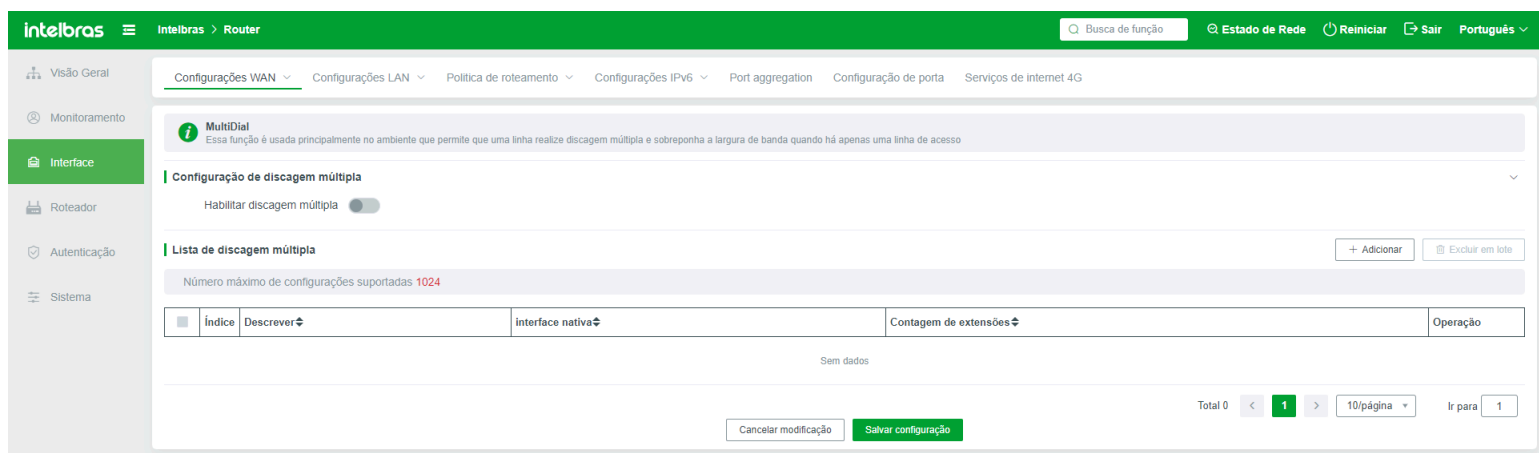 intelbras
Intelbras > Router
Busca de função
Estado de Rede
Reiniciar
Sair
Português
Visão Geral
Monitoramento
Interface
Roteador
Autenticação
Sistema
Configurações WAN
Configurações LAN
Politica de roteamento
Configurações IPv6
Port aggregation
Configuração de porta
Serviços de internet 4G
MultiDial
Essa função é usada principalmente no ambiente que permite que uma linha realize discagem múltipla e sobreponha a largura de banda quando há apenas uma linha de acesso
Configuração de discagem múltipla
Habilitar discagem múltipla
Lista de discagem múltipla
+ Adicionar
Excluir em lote
Número máximo de configurações suportadas 1024
Índice
Descrever
interface nativa
Contagem de extensões
Operação
Sem dados
Total 0 < 1 > 10/página Ir para 1
Cancelar modificação
Salvar configuração